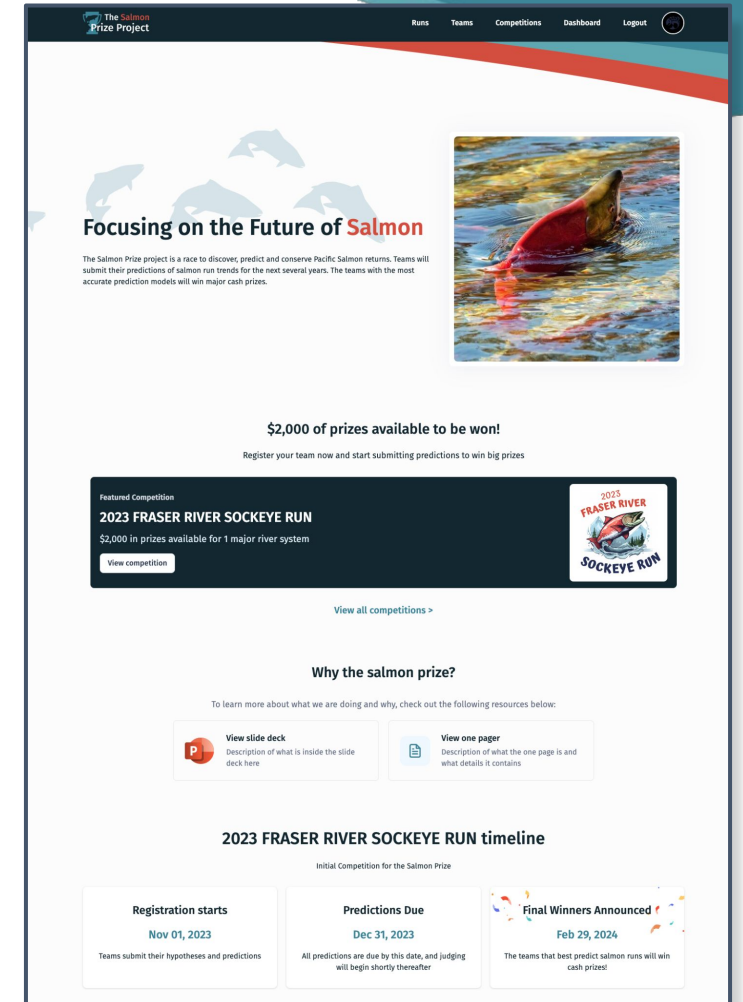 The Salmon
Prize Project
Runs Teams Competitions Dashboard Logout
Focusing on the Future of Salmon
The Salmon Prize project is a race to discover, predict and conserve Pacific Salmon returns. Teams will
submit their predictions of salmon run trends for the next several years. The teams with the most
accurate prediction models will win major cash prizes.
$2,000 of prizes available to be won!
Register your team now and start submitting predictions to win big prizes
Featured Competition
2023 FRASER RIVER SOCKEYE RUN
$2,000 in prizes available for 1 major river system
View competition
2023
FRASER RIVER
SOCKEYE RUN
View all competitions >
Why the salmon prize?
To learn more about what we are doing and why, check out the following resources below:
P
View slide deck
Description of what is inside the slide
deck here
View one pager
Description of what the one page is and
what details it contains
2023 FRASER RIVER SOCKEYE RUN timeline
Initial Competition for the Salmon Prize
Registration starts
Nov 01, 2023
Teams submit their hypotheses and predictions
Predictions Due
Dec 31, 2023
All predictions are due by this date, and judging
will begin shortly thereafter
Final Winners Announced
Feb 29, 2024
The teams that best predict salmon runs will win
cash prizes!